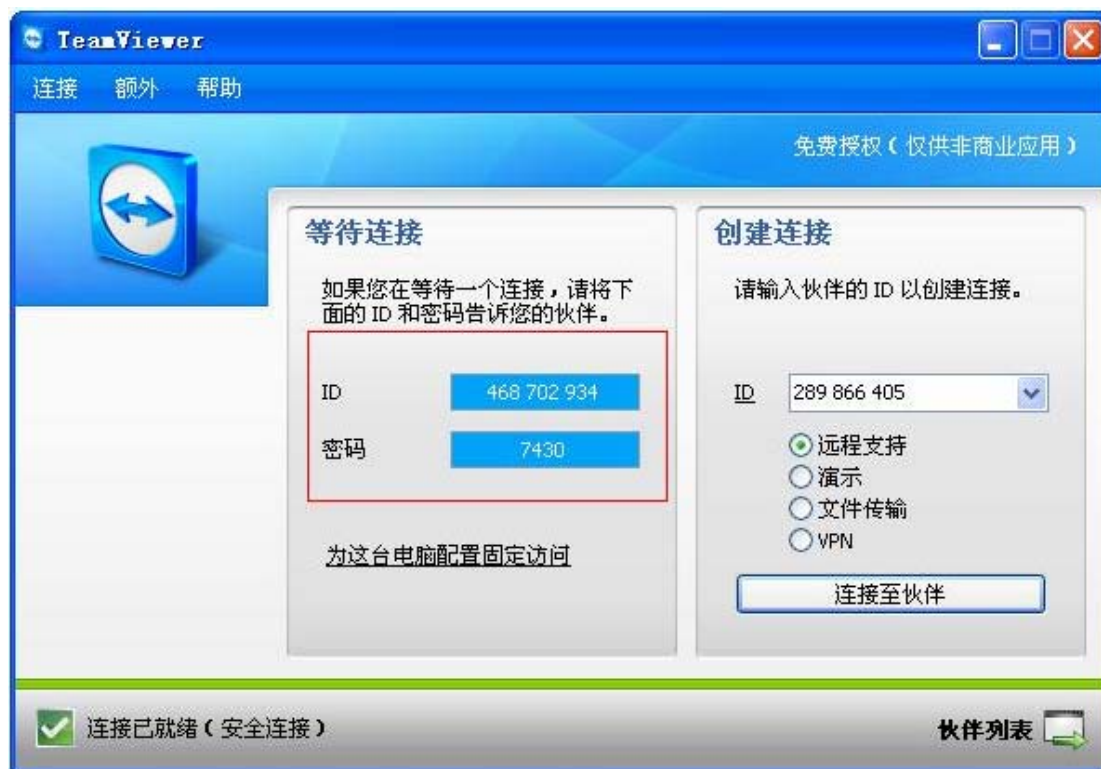 TeamViewer
连接 额外 帮助
免费授权（仅供非商业应用）
等待连接
如果您在等待一个连接，请将下
面的 ID 和密码告诉您的伙伴。
ID 468 702 934
密码 7430
为这台电脑配置固定访问
创建连接
请输入伙伴的 ID 以创建连接。
ID 289 866 405
远程支持
演示
文件传输
VPN
连接至伙伴
连接已就绪（安全连接）
伙伴列表